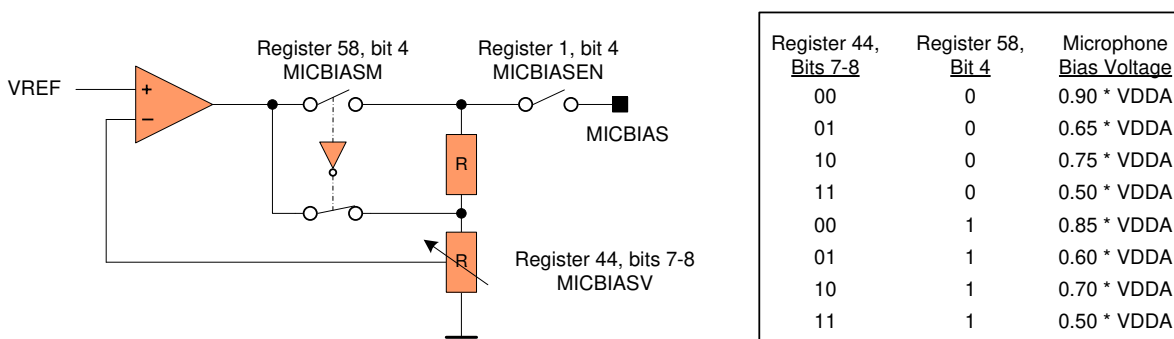 Register 58, bit 4
MICBIASM
Register 1, bit 4
MICBIASEN
VREF
+
−
MICBIAS
R
R
Register 44, bits 7-8
MICBIASV
Register 44, Register 58, Microphone
Bits 7-8 Bit 4 Bias Voltage
00 0 0.90 * VDDA
01 0 0.65 * VDDA
10 0 0.75 * VDDA
11 0 0.50 * VDDA
00 1 0.85 * VDDA
01 1 0.60 * VDDA
10 1 0.70 * VDDA
11 1 0.50 * VDDA